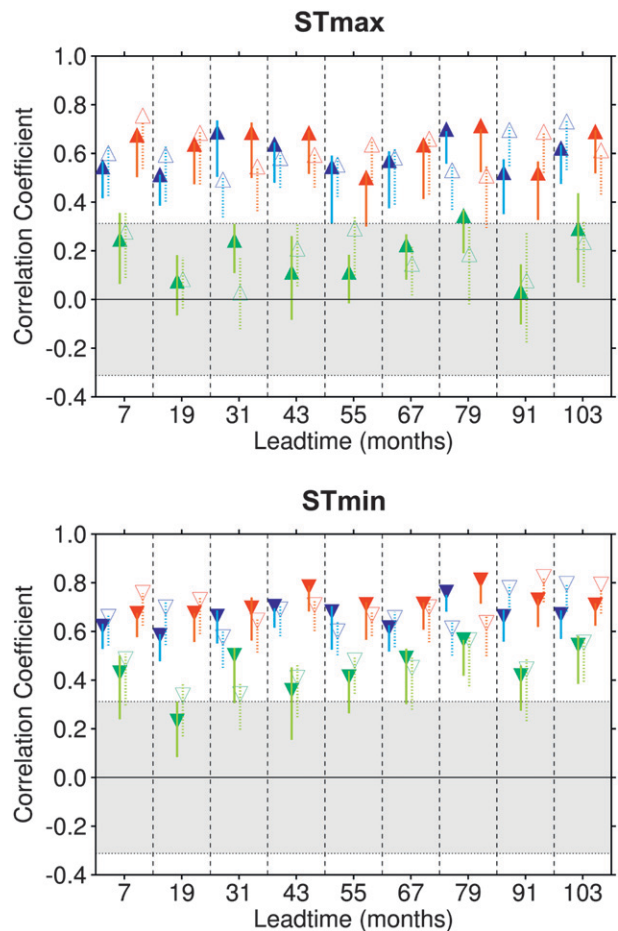 STmax
1.0
0.8
0.6
0.4
0.2
0.0
-0.2
-0.4
Correlation Coefficient
7 19 31 43 55 67 79 91 103
Leadtime (months)
STmin
1.0
0.8
0.6
0.4
0.2
0.0
-0.2
-0.4
Correlation Coefficient
7 19 31 43 55 67 79 91 103
Leadtime (months)